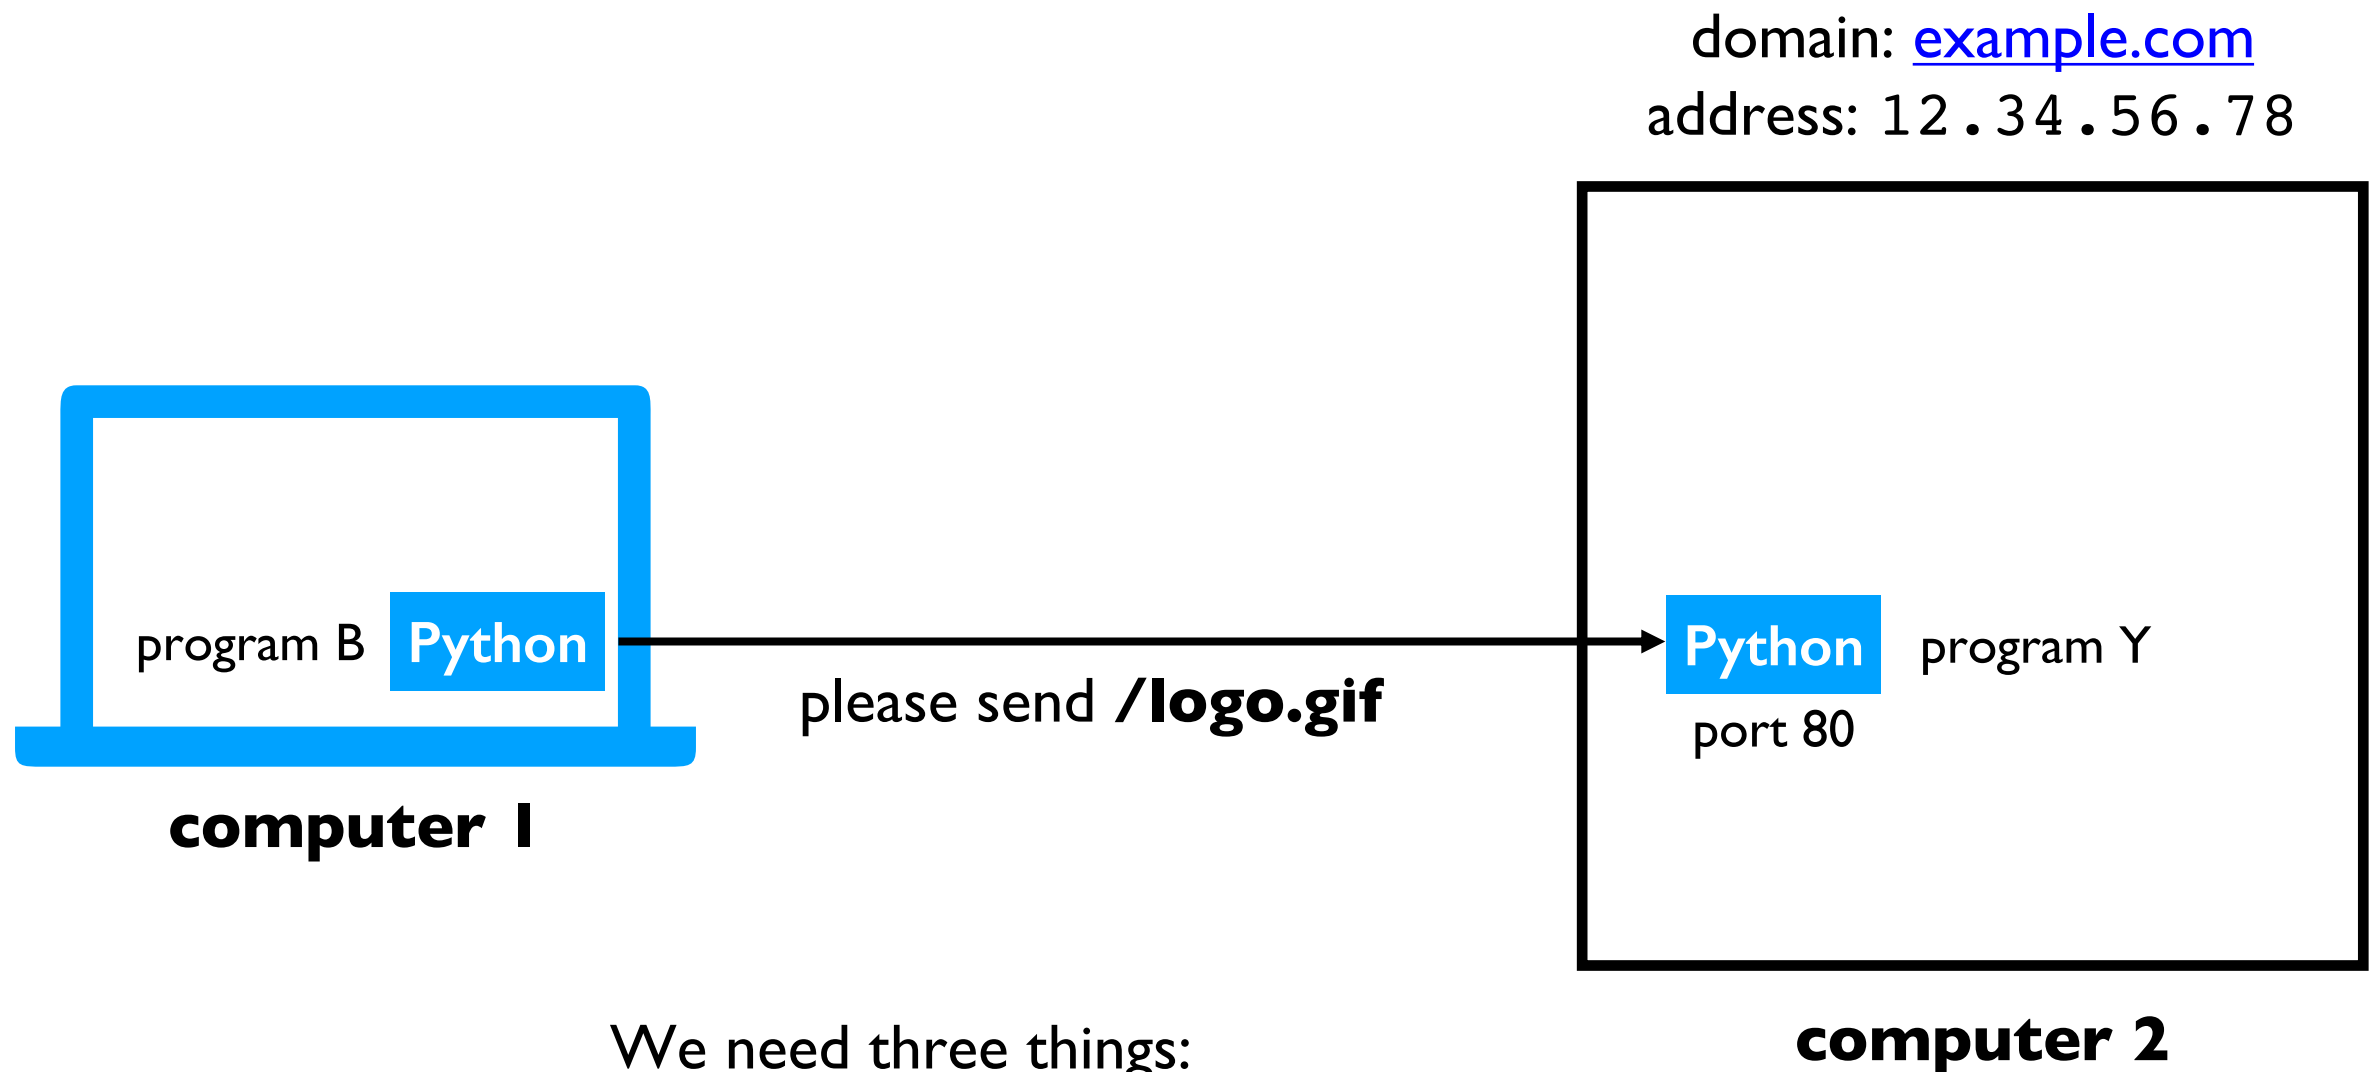 domain: example.com
address: 12.34.56.78
program B
Python
please send /logo.gif
Python
program Y
port 80
computer 1
computer 2
We need three things: